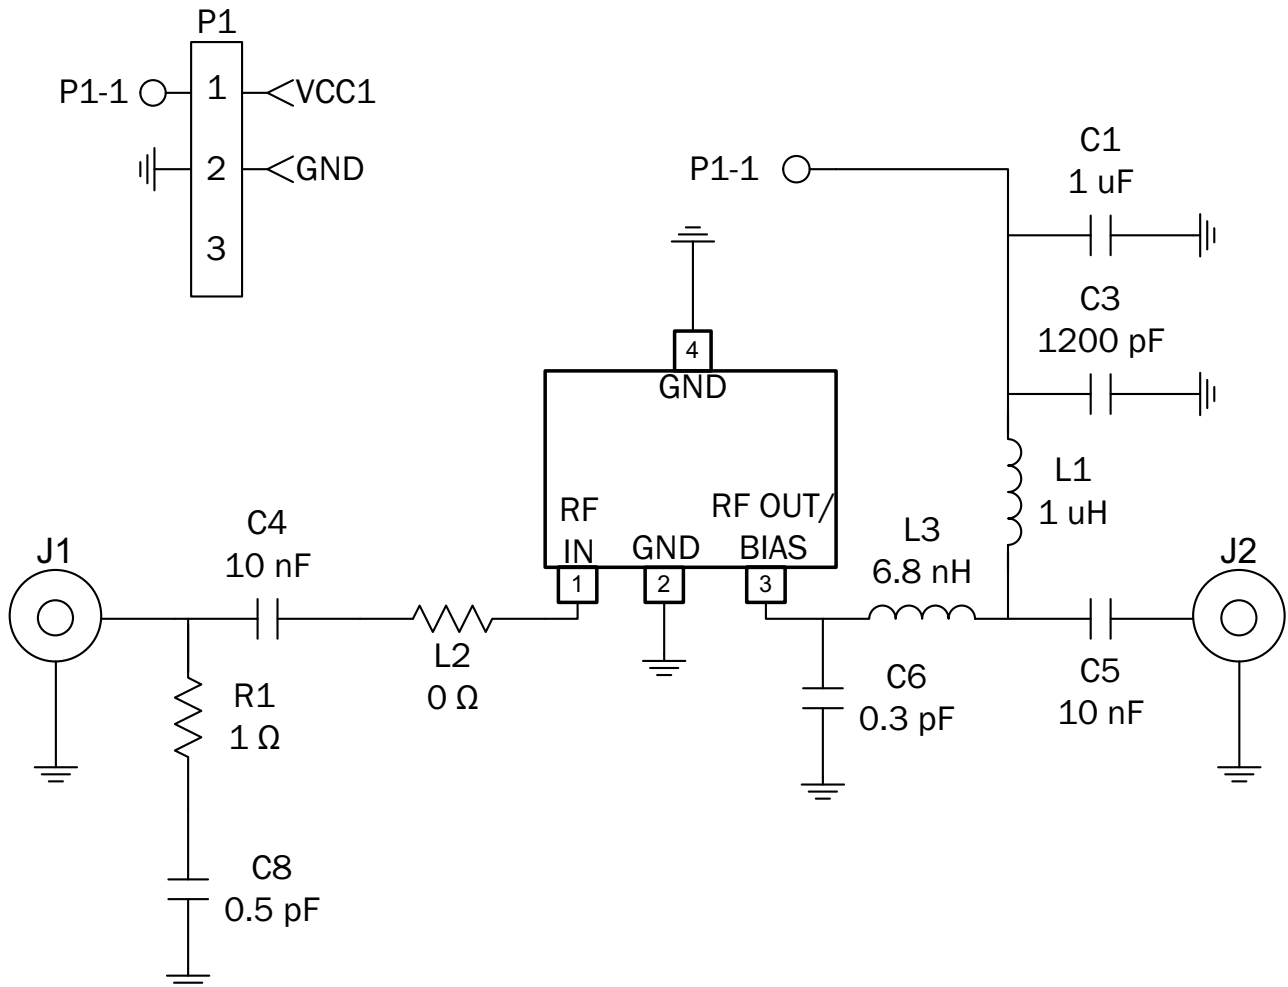 P1
P1-1
1
VCC1
2
GND
3
P1-1
C1
1 uF
C3
1200 pF
4
GND
L1
1 uH
RF
IN
GND
RF OUT/
BIAS
1
2
3
L3
6.8 nH
C4
10 nF
J1
J2
L2
0 Ω
R1
1 Ω
C6
0.3 pF
C5
10 nF
C8
0.5 pF